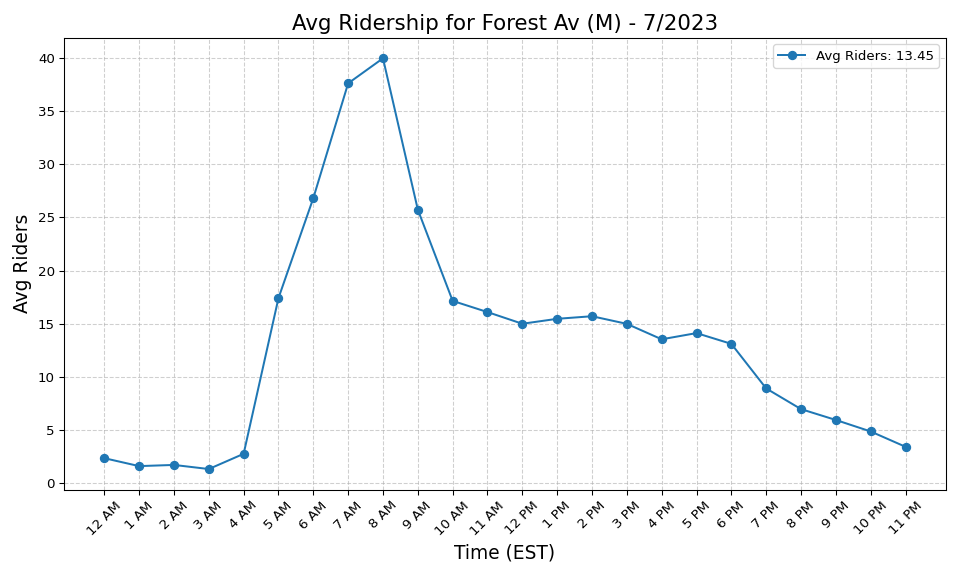 Avg Ridership for Forest Av (M) - 7/2023
Avg Riders: 13.45
Avg Riders
40
35
30
25
20
15
10
5
0
12 AM
1 AM
2 AM
3 AM
4 AM
5 AM
6 AM
7 AM
8 AM
9 AM
10 AM
11 AM
12 PM
1 PM
2 PM
3 PM
4 PM
5 PM
6 PM
7 PM
8 PM
9 PM
10 PM
11 PM
Time (EST)